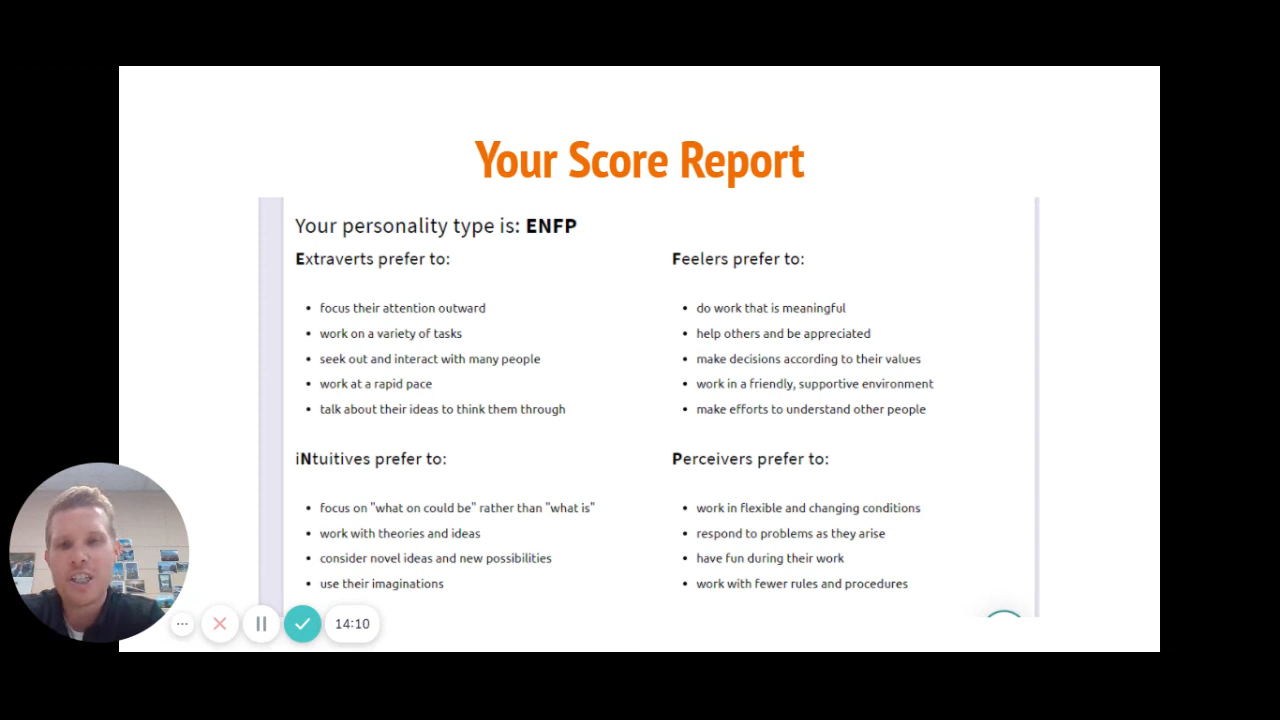 Your Score Report
Your personality type is: ENFP
Extraverts prefer to:
focus their attention outward
work on a variety of tasks
seek out and interact with many people
work at a rapid pace
talk about their ideas to think them through
Feelers prefer to:
do work that is meaningful
help others and be appreciated
make decisions according to their values
work in a friendly, supportive environment
make efforts to understand other people
iNtuitives prefer to:
focus on "what on could be" rather than "what is"
work with theories and ideas
consider novel ideas and new possibilities
use their imaginations
Perceivers prefer to:
work in flexible and changing conditions
respond to problems as they arise
have fun during their work
work with fewer rules and procedures
14:10